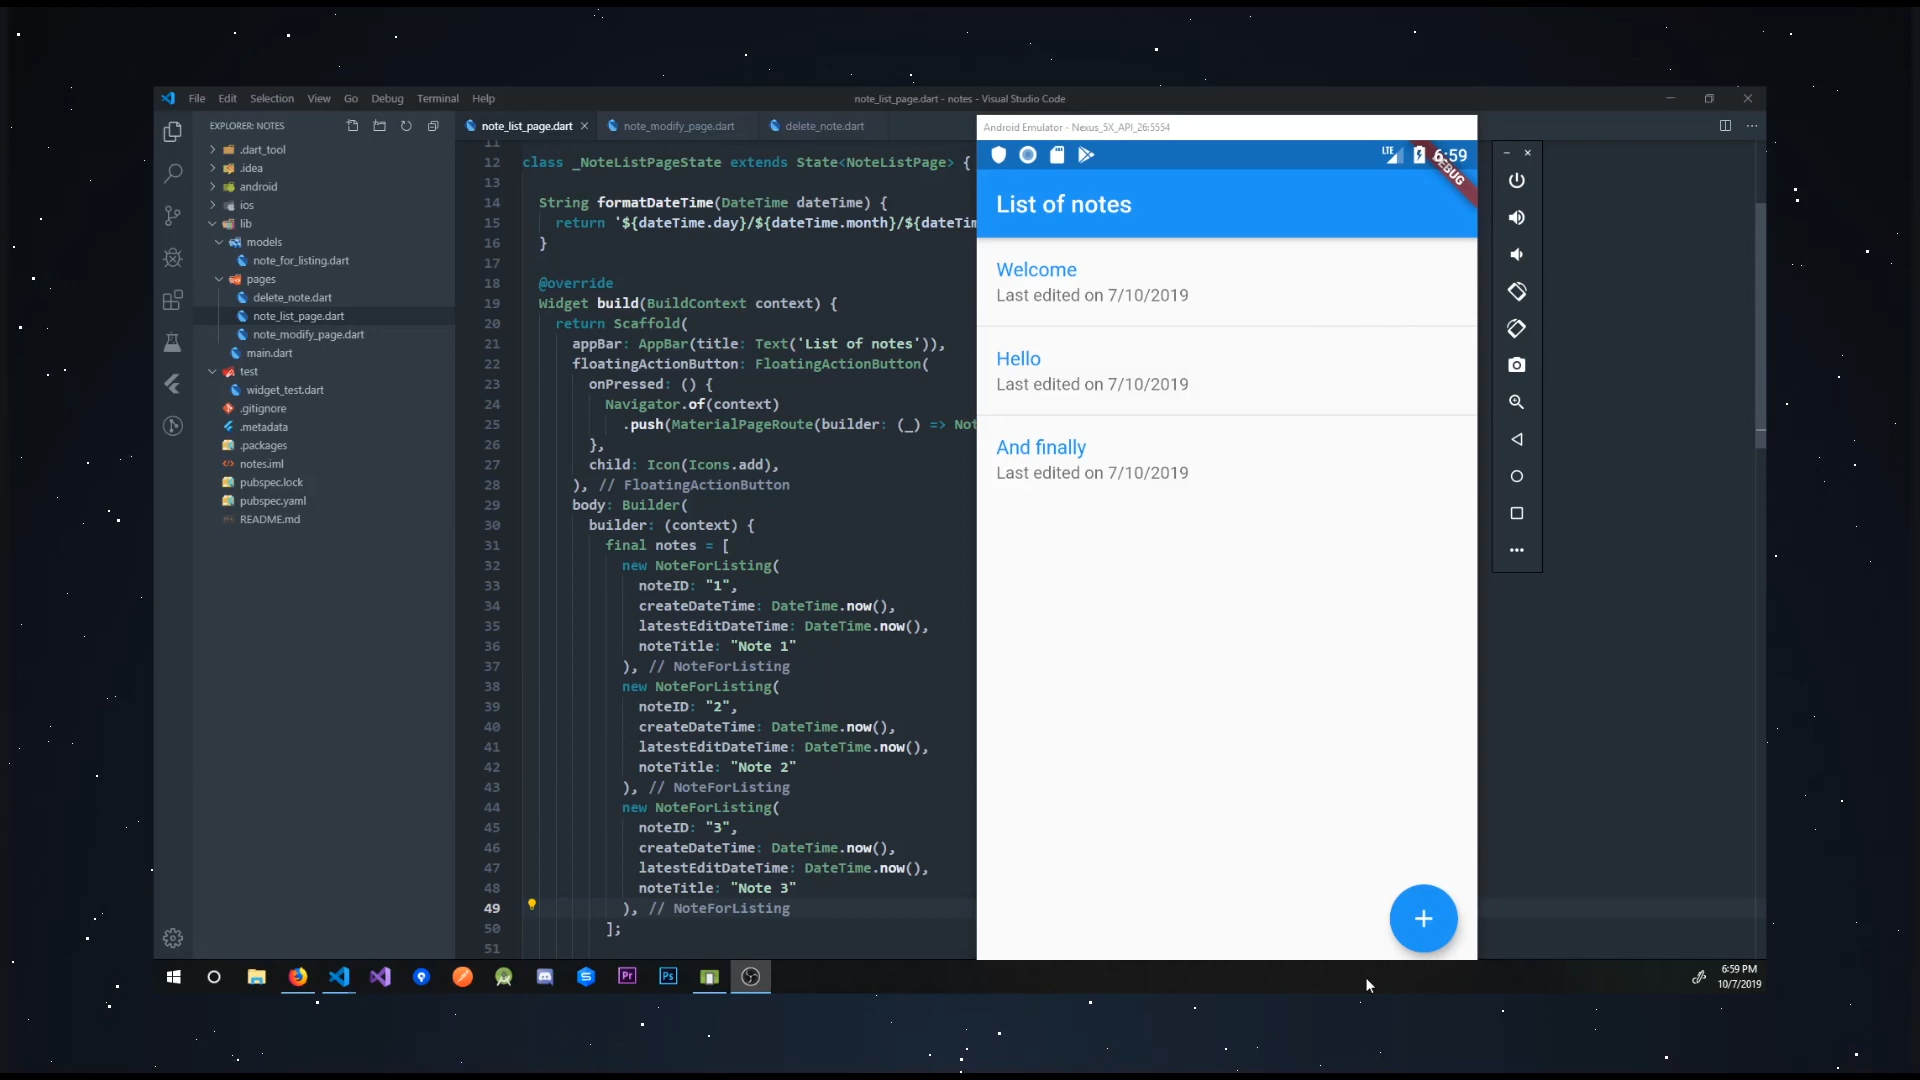 File Edit Selection View Go Debug Terminal Help
note_list_page.dart - notes - Visual Studio Code
EXPLORER: NOTES
.dart_tool
.idea
android
ios
lib
models
note_for_listing.dart
pages
delete_note.dart
note_list_page.dart
note_modify_page.dart
main.dart
test
widget_test.dart
.gitignore
.metadata
.packages
notes.iml
pubspec.lock
pubspec.yaml
README.md
note_list_page.dart note_modify_page.dart delete_note.dart
11
12 class _NoteListPageState extends State<NoteListPage> {
13
14 String formatDateTime(DateTime dateTime) {
15 return '${dateTime.day}/${dateTime.month}/${dateTim
16 }
17
18 @override
19 Widget build(BuildContext context) {
20 return Scaffold(
21 appBar: AppBar(title: Text('List of notes')),
22 floatingActionButton: FloatingActionButton(
23 onPressed: () {
24 Navigator.of(context)
25 .push(MaterialPageRoute(builder: (_) => Not
26 },
27 child: Icon(Icons.add),
28 ), // FloatingActionButton
29 body: Builder(
30 builder: (context) {
31 final notes = [
32 new NoteForListing(
33 noteID: "1",
34 createDateTime: DateTime.now(),
35 latestEditDateTime: DateTime.now(),
36 noteTitle: "Note 1"
37 ), // NoteForListing
38 new NoteForListing(
39 noteID: "2",
40 createDateTime: DateTime.now(),
41 latestEditDateTime: DateTime.now(),
42 noteTitle: "Note 2"
43 ), // NoteForListing
44 new NoteForListing(
45 noteID: "3",
46 createDateTime: DateTime.now(),
47 latestEditDateTime: DateTime.now(),
48 noteTitle: "Note 3"
49 ), // NoteForListing
50 ];
51
Android Emulator - Nexus_5X_API_26:5554
LTE 6:59
DEBUG
List of notes
Welcome
Last edited on 7/10/2019
Hello
Last edited on 7/10/2019
And finally
Last edited on 7/10/2019
Pr
Ps
6:59 PM
10/7/2019